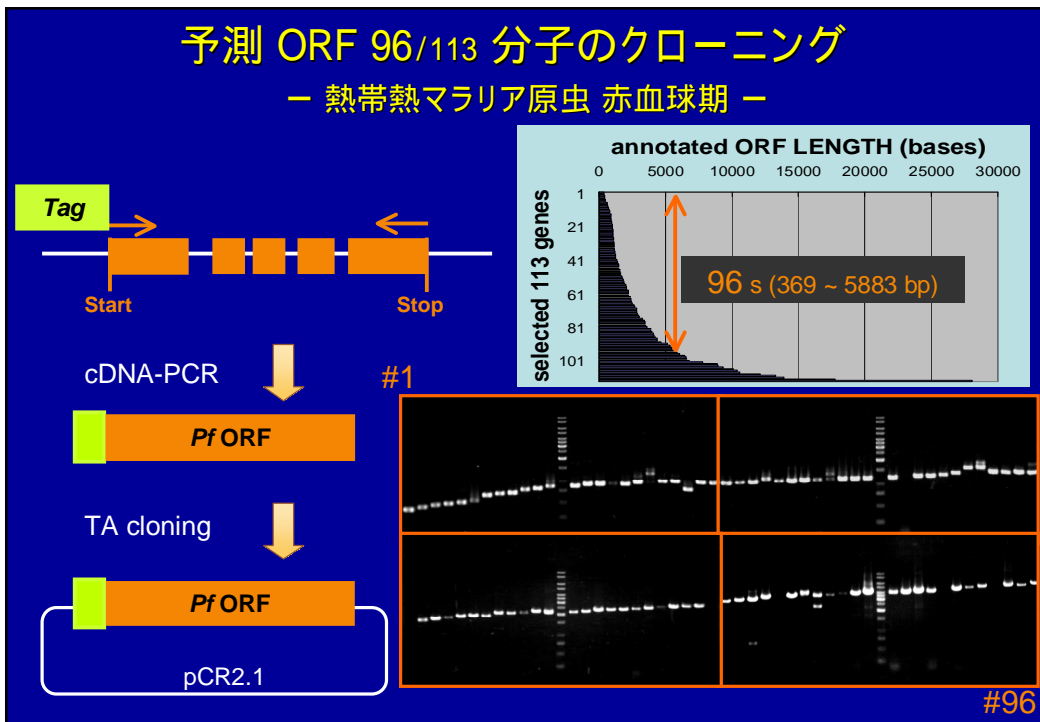 予測 ORF 96/113 分子のクローニング
− 熱帯熱マラリア原虫 赤血球期 −
annotated ORF LENGTH (bases)
0 5000 10000 15000 20000 25000 30000
selected 113 genes
1
21
41
61
81
101
96 s (369 ~ 5883 bp)
Tag
Start Stop
cDNA-PCR
Pf ORF
TA cloning
Pf ORF
pCR2.1
#1
#96